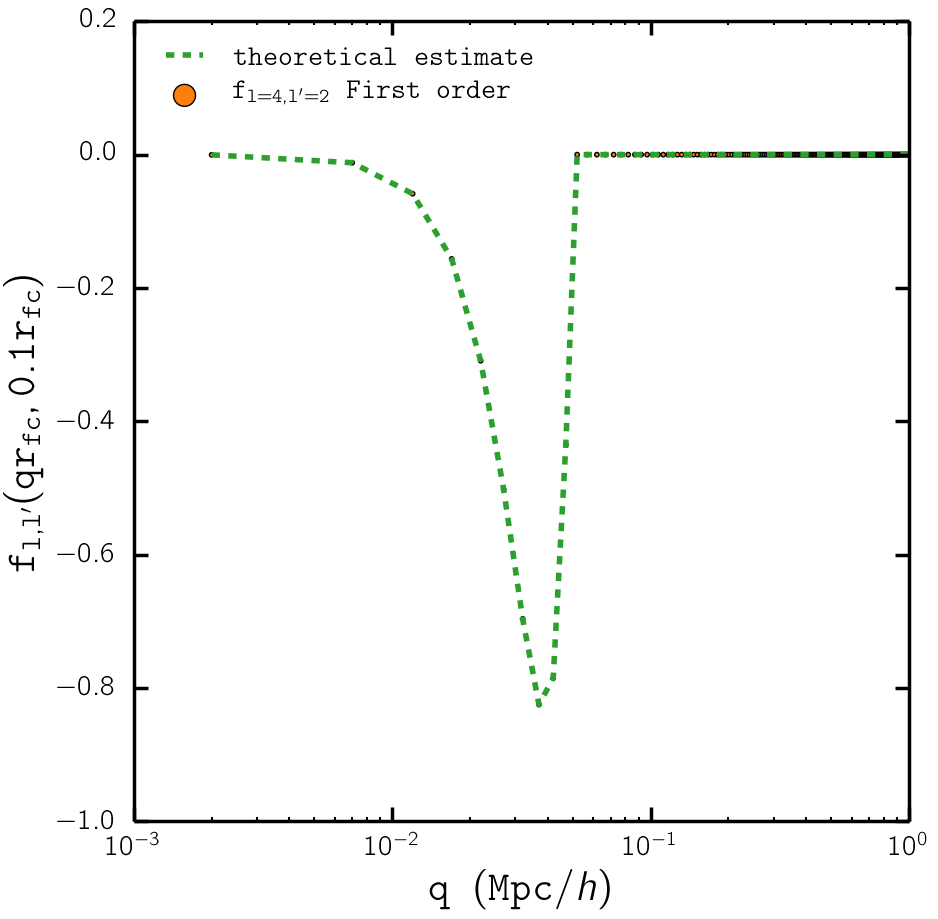 0.2
theoretical estimate
f_{l=4,l'=2} First order
0.0
−0.2
−0.4
−0.6
−0.8
−1.0
f_{l,l'}(qr_{fc}, 0.1r_{fc})
10^{−3}
10^{−2}
10^{−1}
10^{0}
q (Mpc/h)